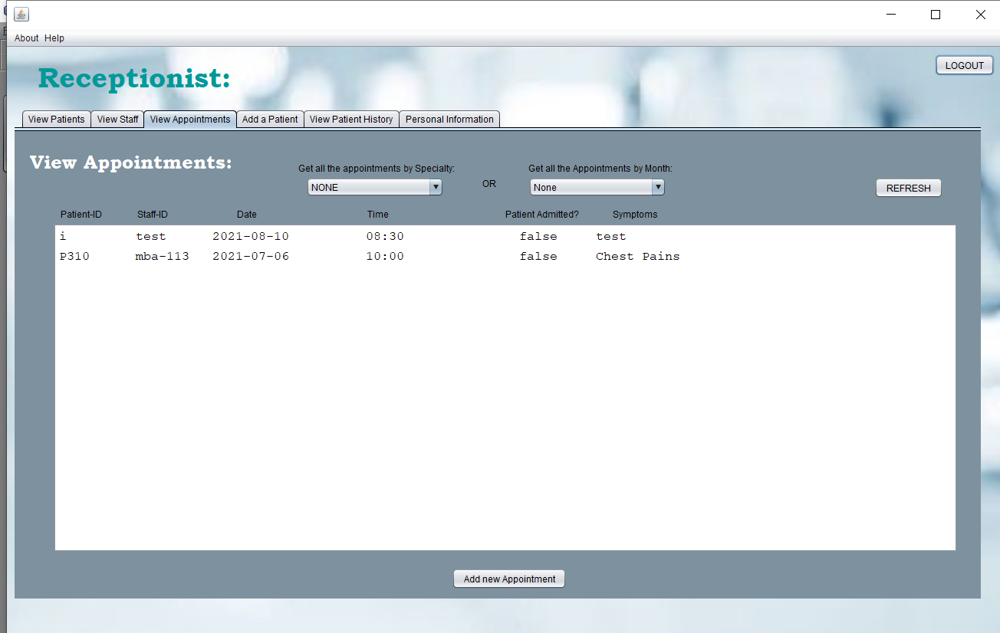 About Help
Receptionist:
LOGOUT
View Patients View Staff View Appointments Add a Patient View Patient History Personal Information
View Appointments:
Get all the appointments by Specialty: Get all the Appointments by Month:
NONE OR None REFRESH
Patient-ID Staff-ID Date Time Patient Admitted? Symptoms
i test 2021-08-10 08:30 false test
P310 mba-113 2021-07-06 10:00 false Chest Pains
Add new Appointment